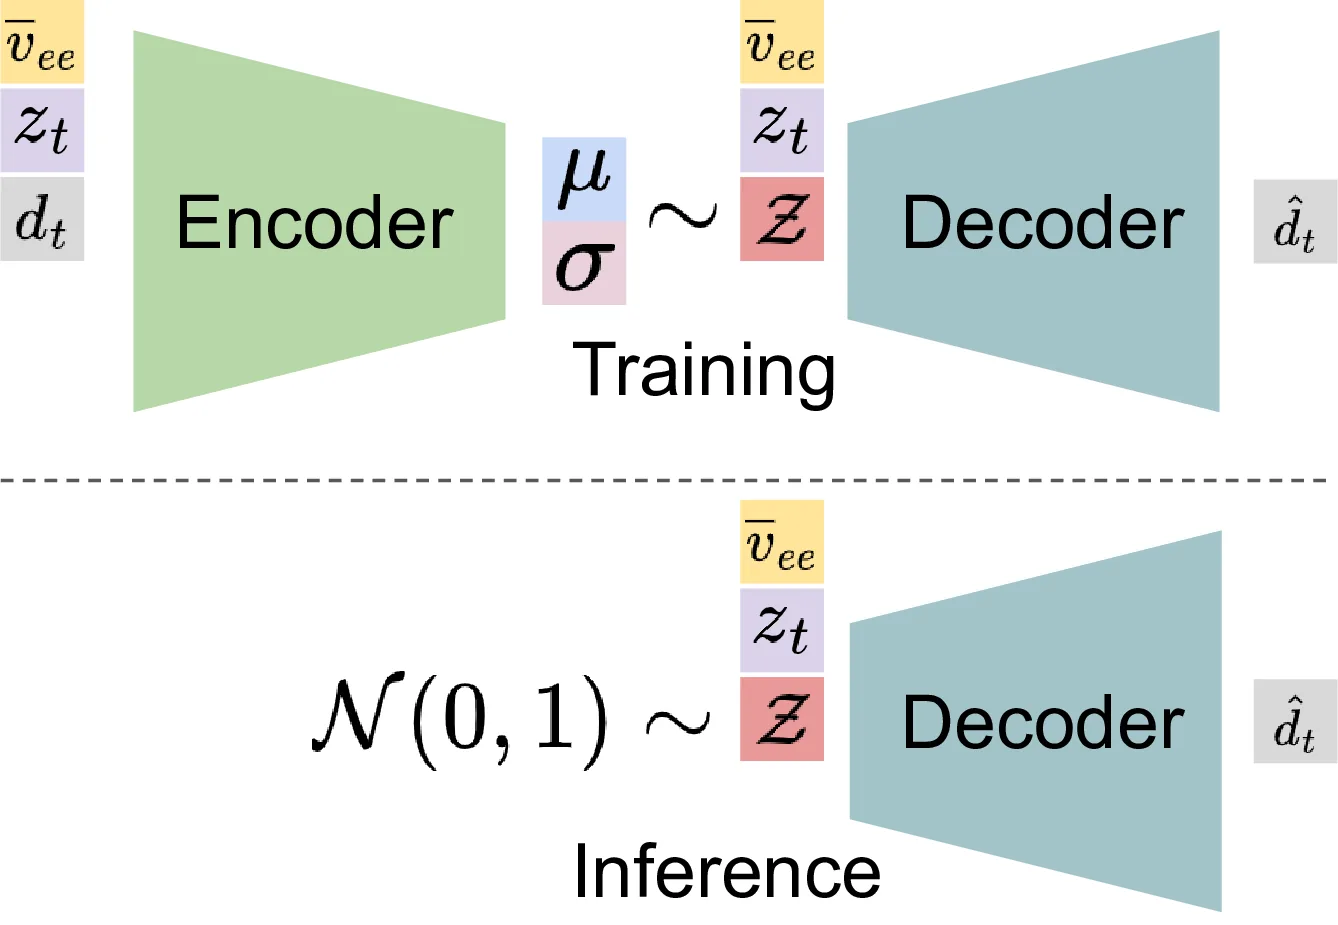 v̅ₑₑ
zₜ
dₜ
Encoder
μ
σ
∼
v̅ₑₑ
zₜ
𝒵
Decoder
d̂ₜ
Training
𝒩(0, 1) ∼
v̅ₑₑ
zₜ
𝒵
Decoder
d̂ₜ
Inference